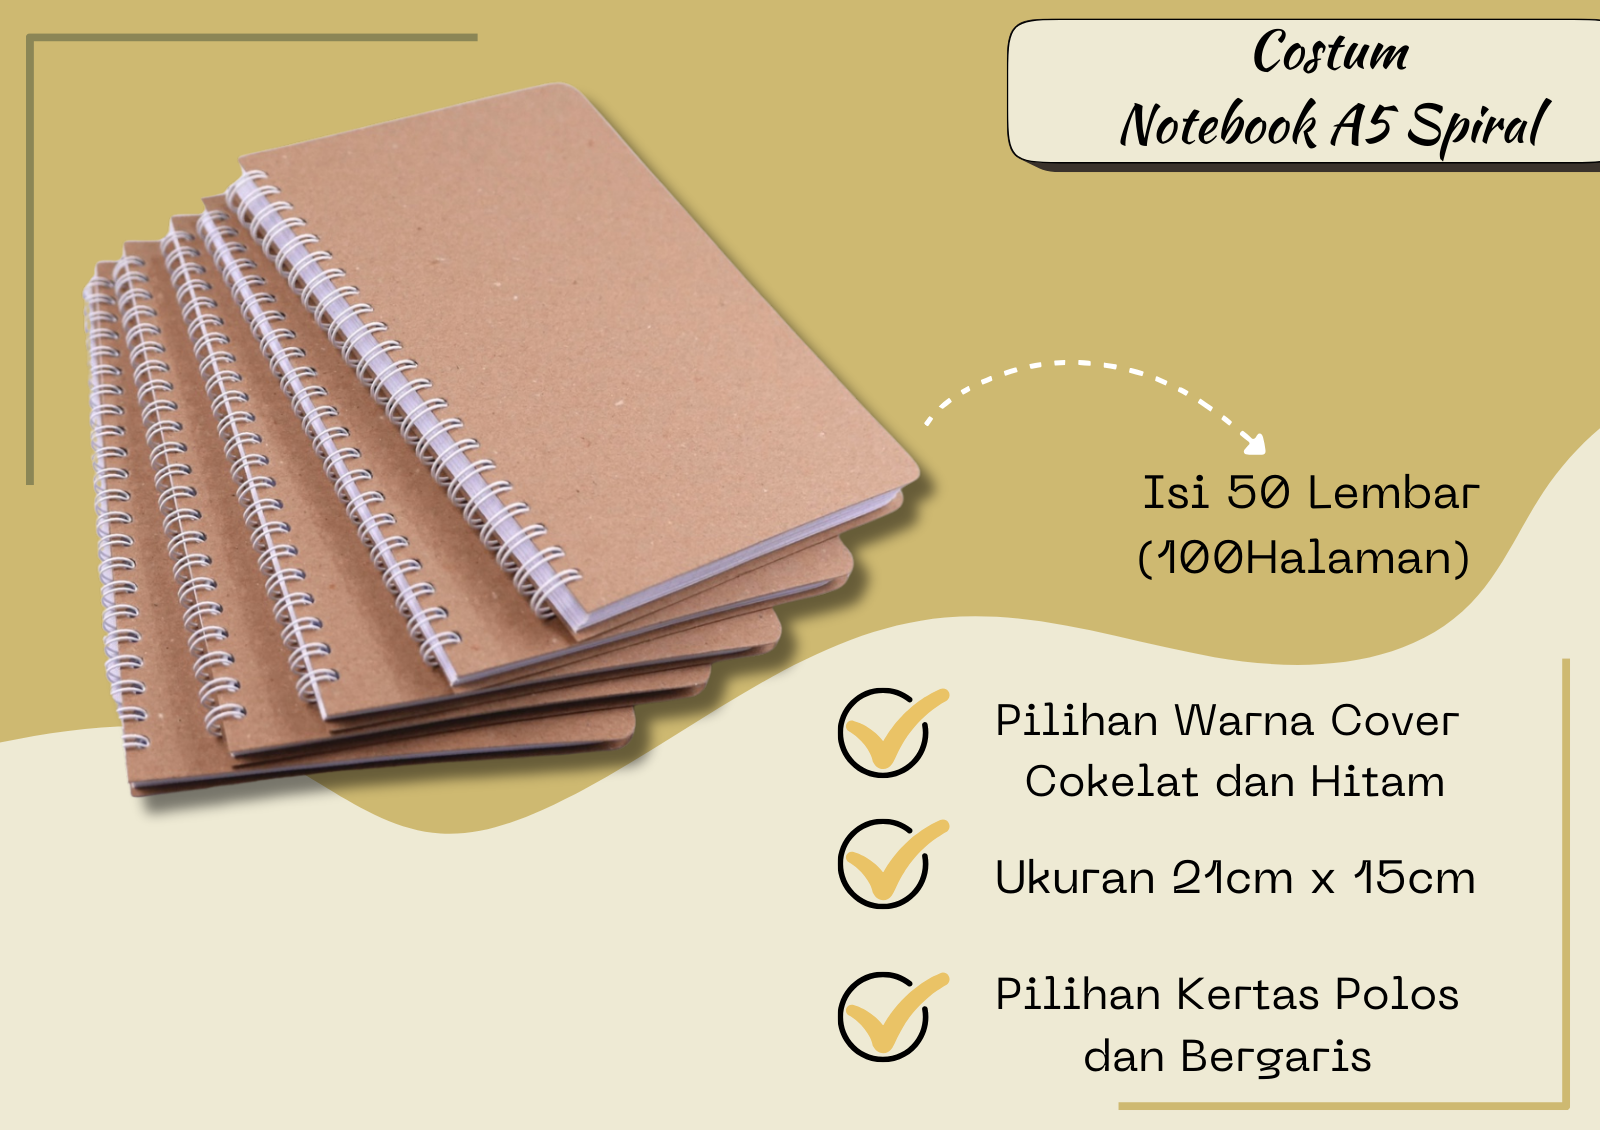 Costum
Notebook A5 Spiral
Isi 50 Lembar
(100Halaman)
Pilihan Warna Cover
Cokelat dan Hitam
Ukuran 21cm x 15cm
Pilihan Kertas Polos
dan Bergaris